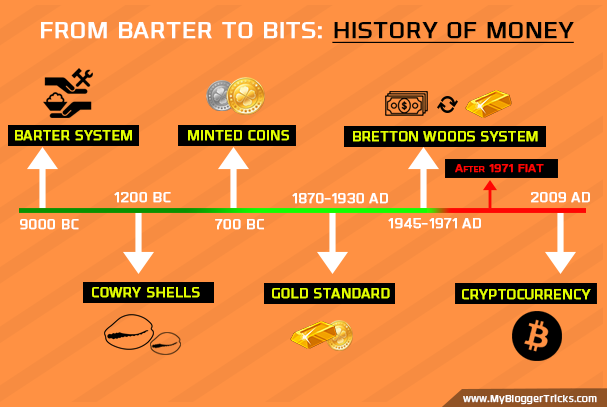 FROM BARTER TO BITS: HISTORY OF MONEY
BARTER SYSTEM
MINTED COINS
BRETTON WOODS SYSTEM
AFTER 1971 FIAT
1200 BC
1870-1930 AD
2009 AD
9000 BC
700 BC
1945-1971 AD
COWRY SHELLS
GOLD STANDARD
CRYPTOCURRENCY
www.MyBloggerTricks.com